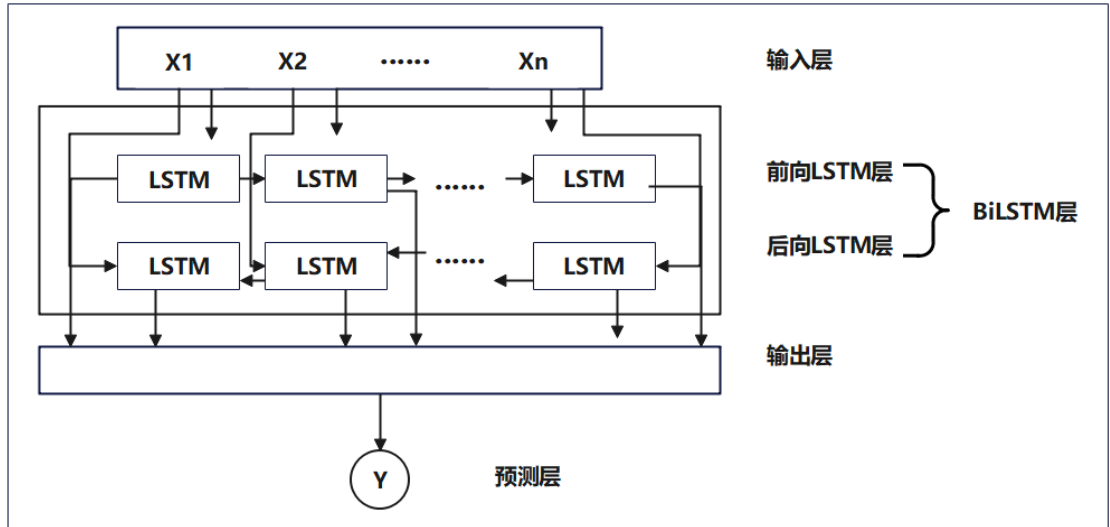 X1 X2 ...... Xn 输入层
LSTM LSTM ...... LSTM 前向LSTM层
BiLSTM层
LSTM LSTM ...... LSTM 后向LSTM层
输出层
Y 预测层